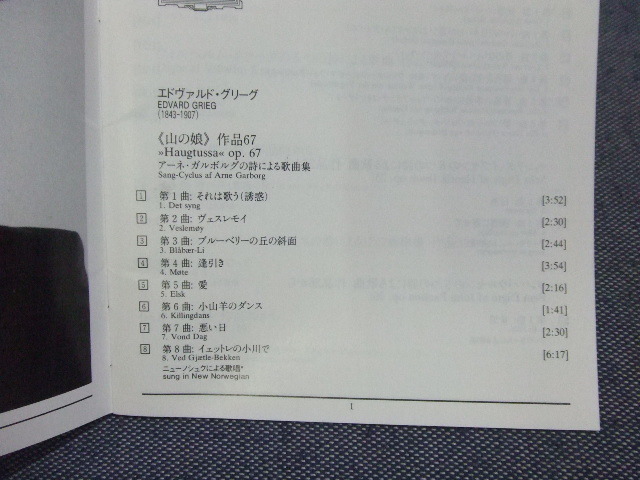 エドヴァルド・グリーグ
EDVARD GRIEG
(1843-1907)
《山の娘》作品67
»Haugtussa« op. 67
アーネ・ガルボルグの詩による歌曲集
Sang-Cyclus af Arne Garborg
1 第1曲: それは歌う(誘惑) [3:52]
1. Det syng
2 第2曲: ヴェスレモイ [2:30]
2. Veslemøy
3 第3曲: ブルーベリーの丘の斜面 [2:44]
3. Blåbær-Li
4 第4曲: 逢引き [3:54]
4. Møte
5 第5曲: 愛 [2:16]
5. Elsk
6 第6曲: 小山羊のダンス [1:41]
6. Killingdans
7 第7曲: 悪い日 [2:30]
7. Vond Dag
8 第8曲: イェットレの小川で [6:17]
8. Ved Gjætle-Bekken
ニューノシュクによる歌唱*
sung in New Norwegian
1